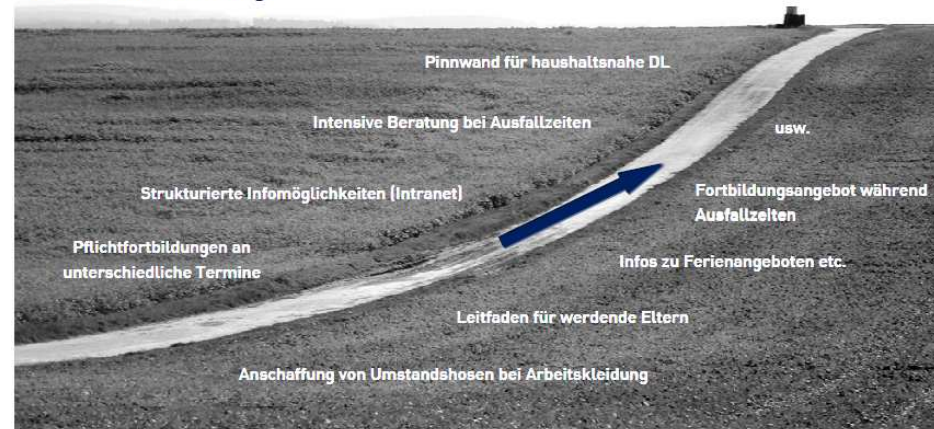 Pinnwand für haushaltsnahe DL
Intensive Beratung bei Ausfallzeiten
usw.
Strukturierte Infomöglichkeiten (Intranet)
Fortbildungsangebot während
Ausfallzeiten
Pflichtfortbildungen an
unterschiedliche Termine
Infos zu Ferienangeboten etc.
Leitfaden für werdende Eltern
Anschaffung von Umstandshosen bei Arbeitskleidung